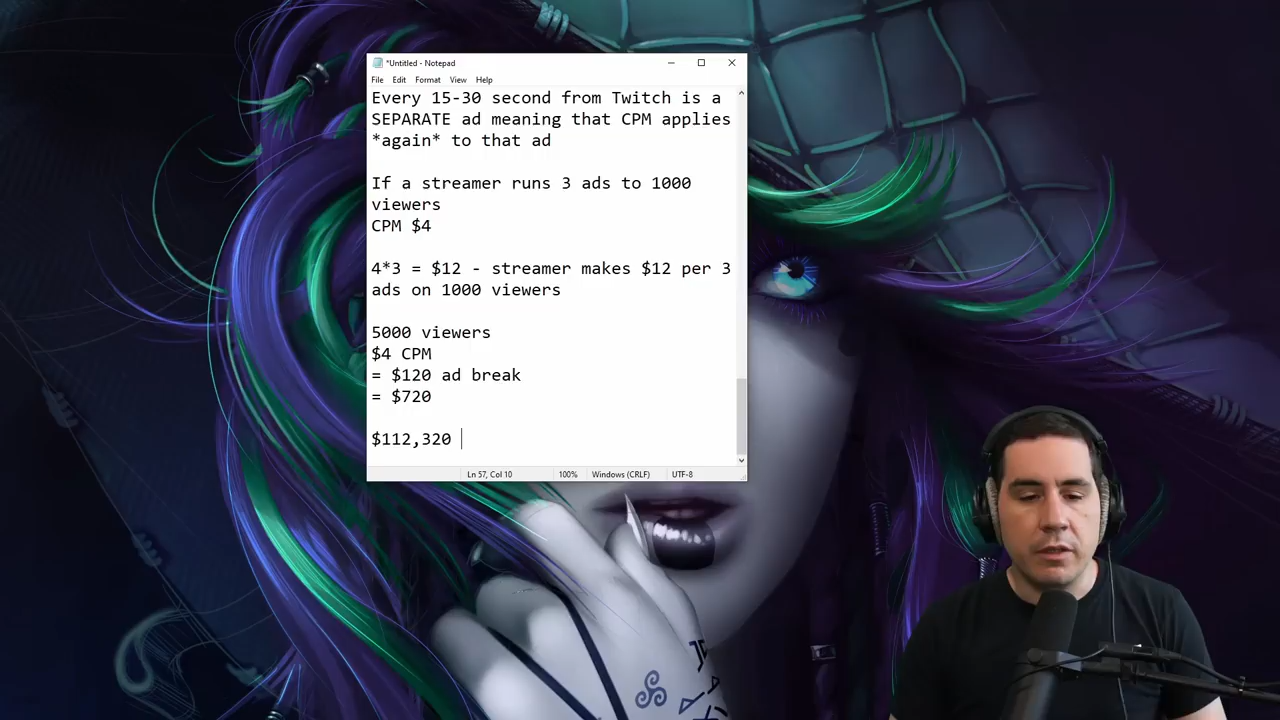 *Untitled - Notepad
File Edit Format View Help
Every 15-30 second from Twitch is a
SEPARATE ad meaning that CPM applies
*again* to that ad
If a streamer runs 3 ads to 1000
viewers
CPM $4
4*3 = $12 - streamer makes $12 per 3
ads on 1000 viewers
5000 viewers
$4 CPM
= $120 ad break
= $720
$112,320
Ln 57, Col 10 100% Windows (CRLF) UTF-8